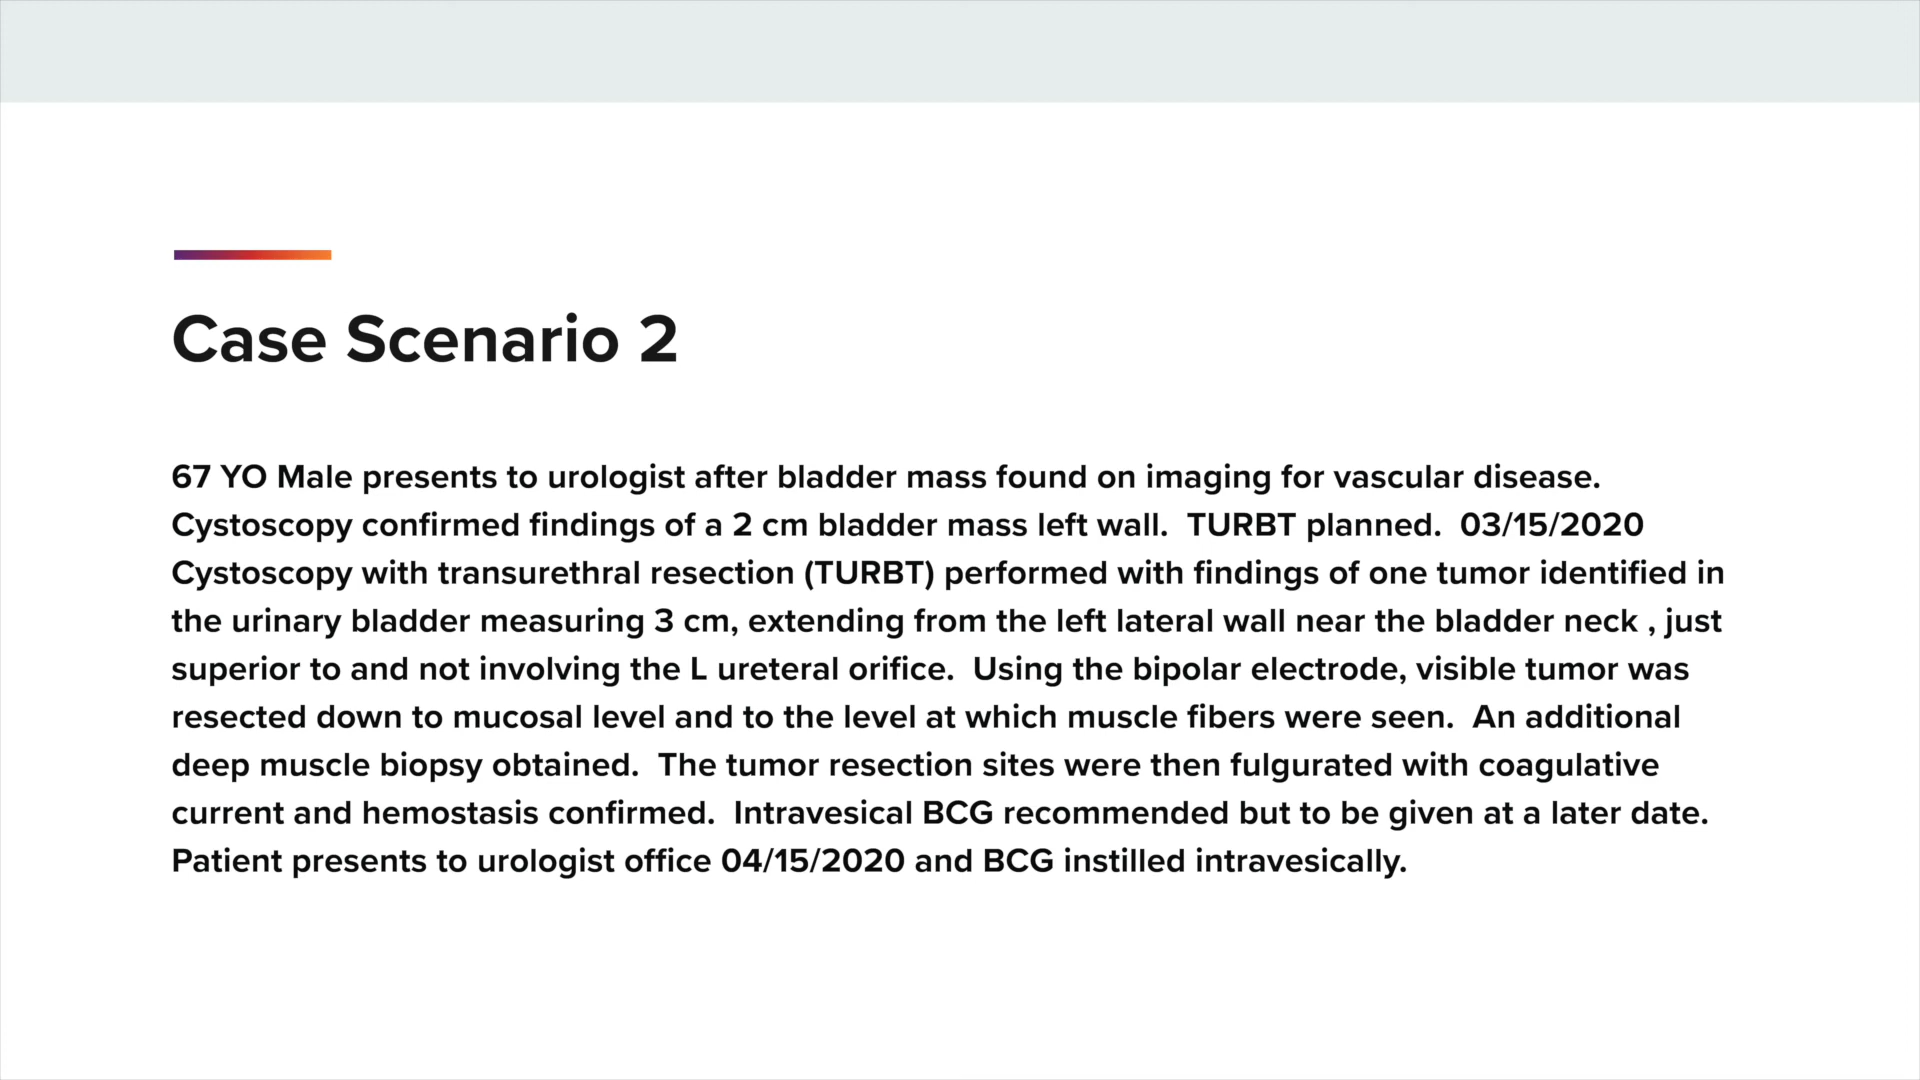 Case Scenario 2
67 YO Male presents to urologist after bladder mass found on imaging for vascular disease.
Cystoscopy confirmed findings of a 2 cm bladder mass left wall.  TURBT planned.  03/15/2020
Cystoscopy with transurethral resection (TURBT) performed with findings of one tumor identified in
the urinary bladder measuring 3 cm, extending from the left lateral wall near the bladder neck , just
superior to and not involving the L ureteral orifice.  Using the bipolar electrode, visible tumor was
resected down to mucosal level and to the level at which muscle fibers were seen.  An additional
deep muscle biopsy obtained.  The tumor resection sites were then fulgurated with coagulative
current and hemostasis confirmed.  Intravesical BCG recommended but to be given at a later date.
Patient presents to urologist office 04/15/2020 and BCG instilled intravesically.